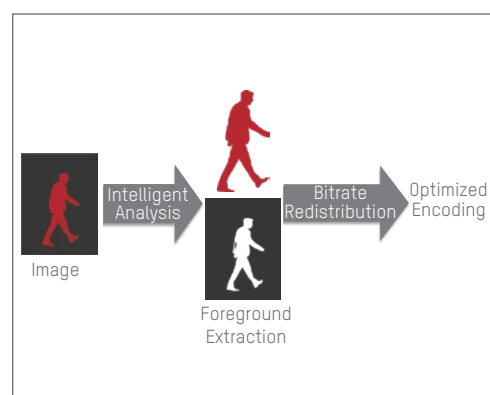 Image
Intelligent
Analysis
Foreground
Extraction
Bitrate
Redistribution
Optimized
Encoding